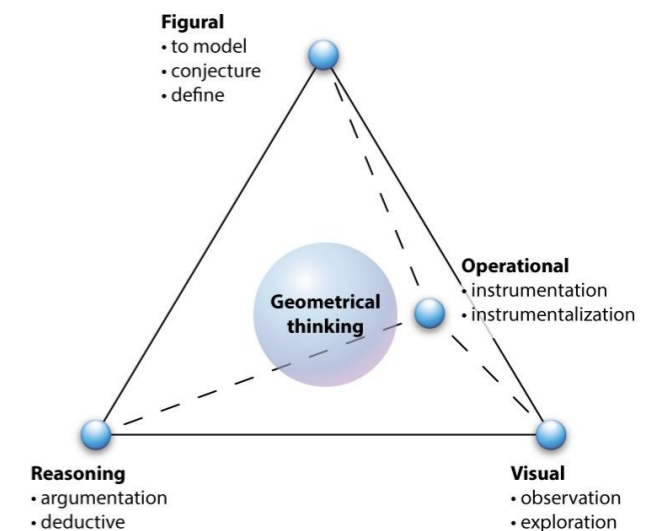 Figural
• to model
• conjecture
• define
Operational
• instrumentation
• instrumentalization
Geometrical
thinking
Reasoning
• argumentation
• deductive
Visual
• observation
• exploration